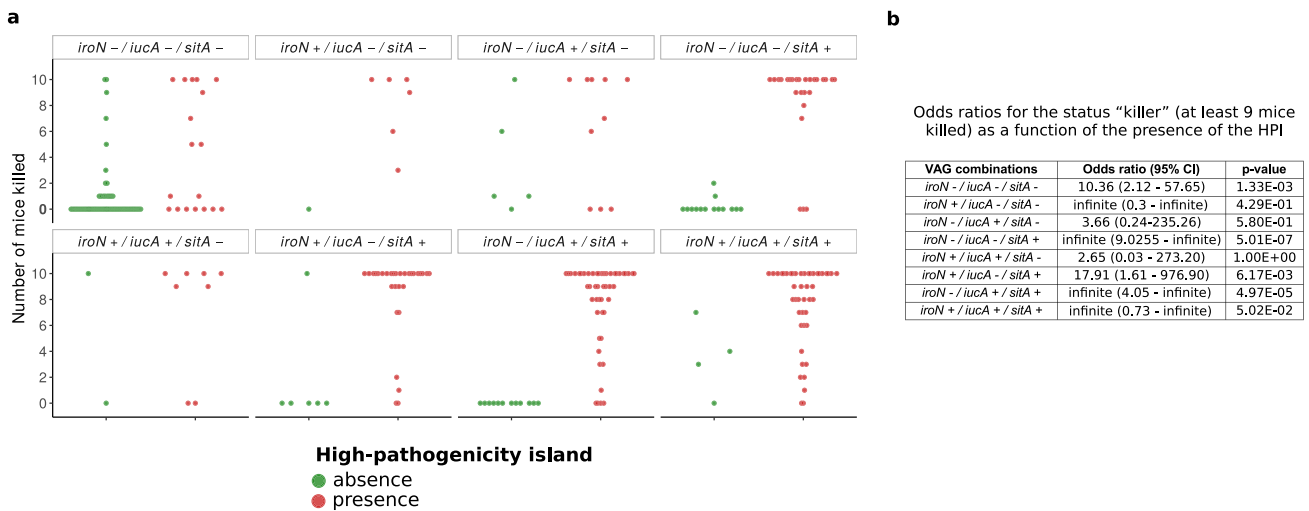 a
b
iroN – / iucA – / sitA –
iroN + / iucA – / sitA –
iroN – / iucA + / sitA –
iroN – / iucA – / sitA +
10
8
6
4
2
0
iroN + / iucA + / sitA –
iroN + / iucA – / sitA +
iroN – / iucA + / sitA +
iroN + / iucA + / sitA +
10
8
6
4
2
0
Number of mice killed
High-pathogenicity island
absence
presence
Odds ratios for the status “killer” (at least 9 mice
killed) as a function of the presence of the HPI
VAG combinations Odds ratio (95% CI) p-value
iroN - / iucA - / sitA - 10.36 (2.12 - 57.65) 1.33E-03
iroN + / iucA - / sitA - infinite (0.3 - infinite) 4.29E-01
iroN - / iucA + / sitA - 3.66 (0.24-235.26) 5.80E-01
iroN - / iucA - / sitA + infinite (9.0255 - infinite) 5.01E-07
iroN + / iucA + / sitA - 2.65 (0.03 - 273.20) 1.00E+00
iroN + / iucA - / sitA + 17.91 (1.61 - 976.90) 6.17E-03
iroN - / iucA + / sitA + infinite (4.05 - infinite) 4.97E-05
iroN + / iucA + / sitA + infinite (0.73 - infinite) 5.02E-02